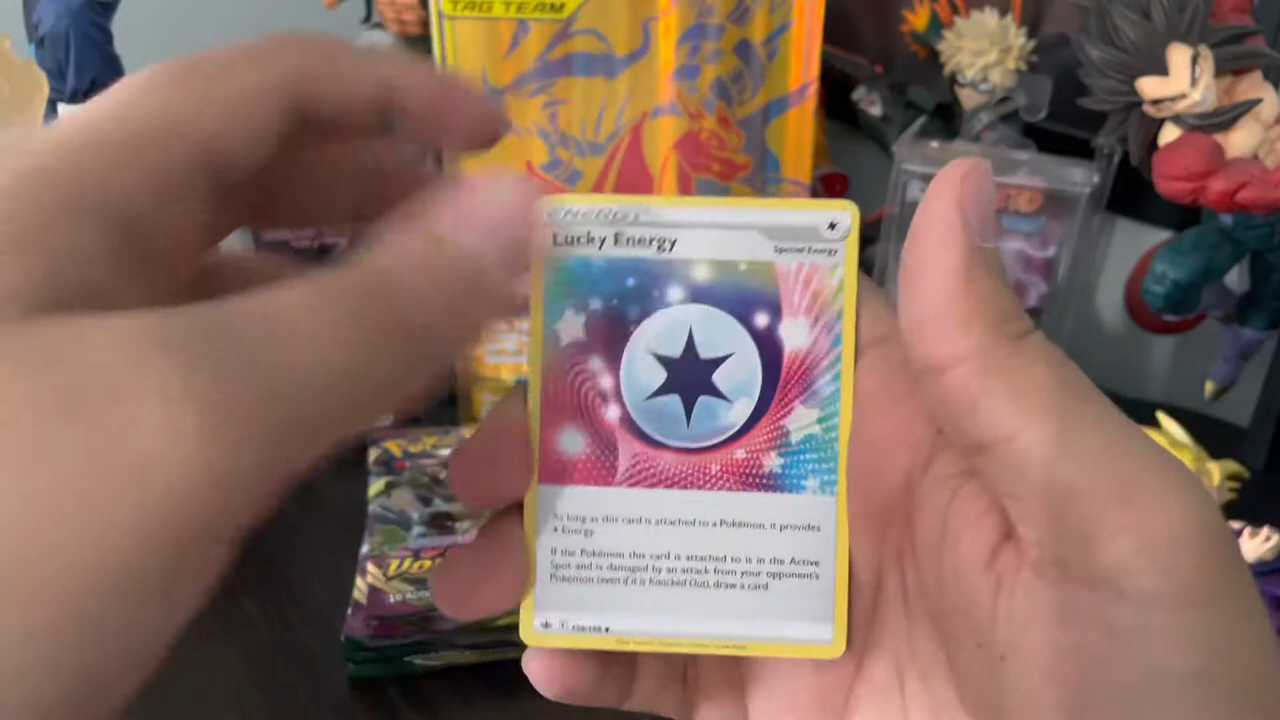 TAG TEAM
ENERGY
Lucky Energy
Special Energy
As long as this card is attached to a Pokémon, it provides
Energy.
If the Pokémon this card is attached to is in the Active
Spot and is damaged by an attack from your opponent's
Pokémon (even if it is Knocked Out), draw a card.